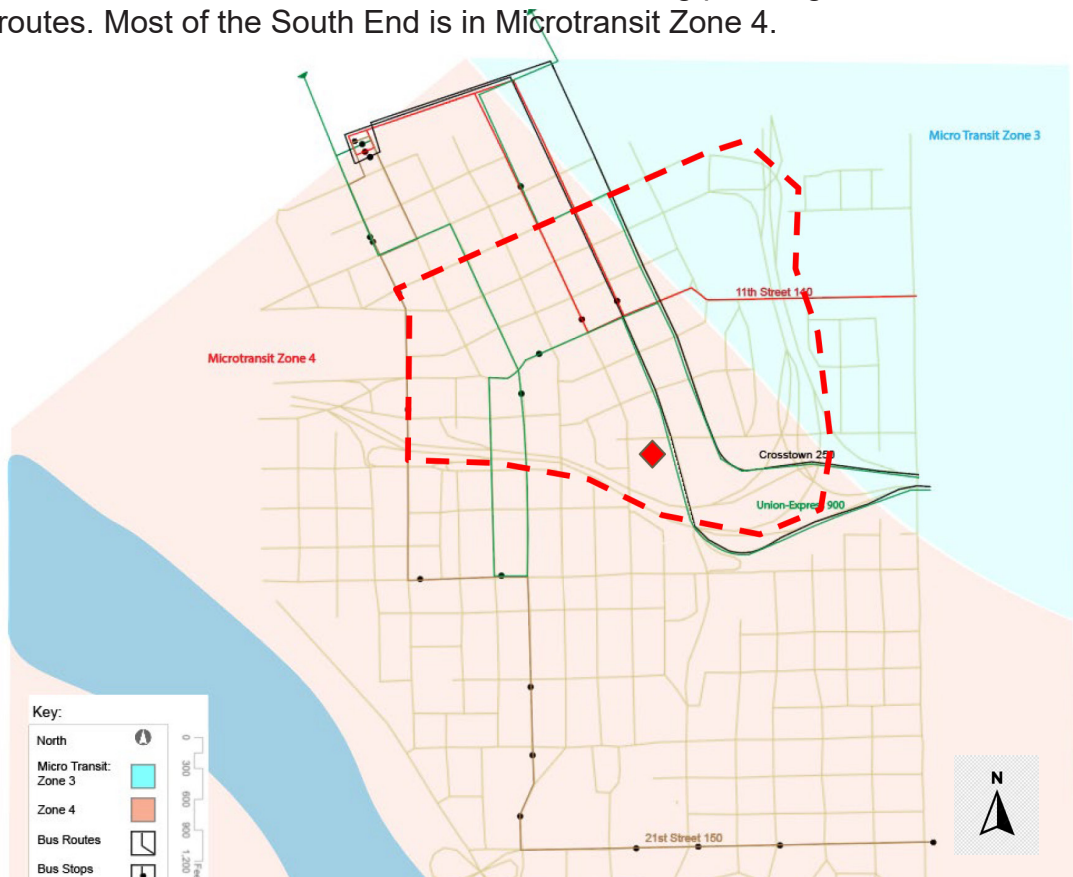 routes. Most of the South End is in Microtransit Zone 4.
Micro Transit Zone 3
11th Street 140
Microtransit Zone 4
Crosstown 250
Union-Express 900
Key:
North
Micro Transit:
Zone 3
Zone 4
Bus Routes
Bus Stops
0
300
600
900
1,200
21st Street 150
N